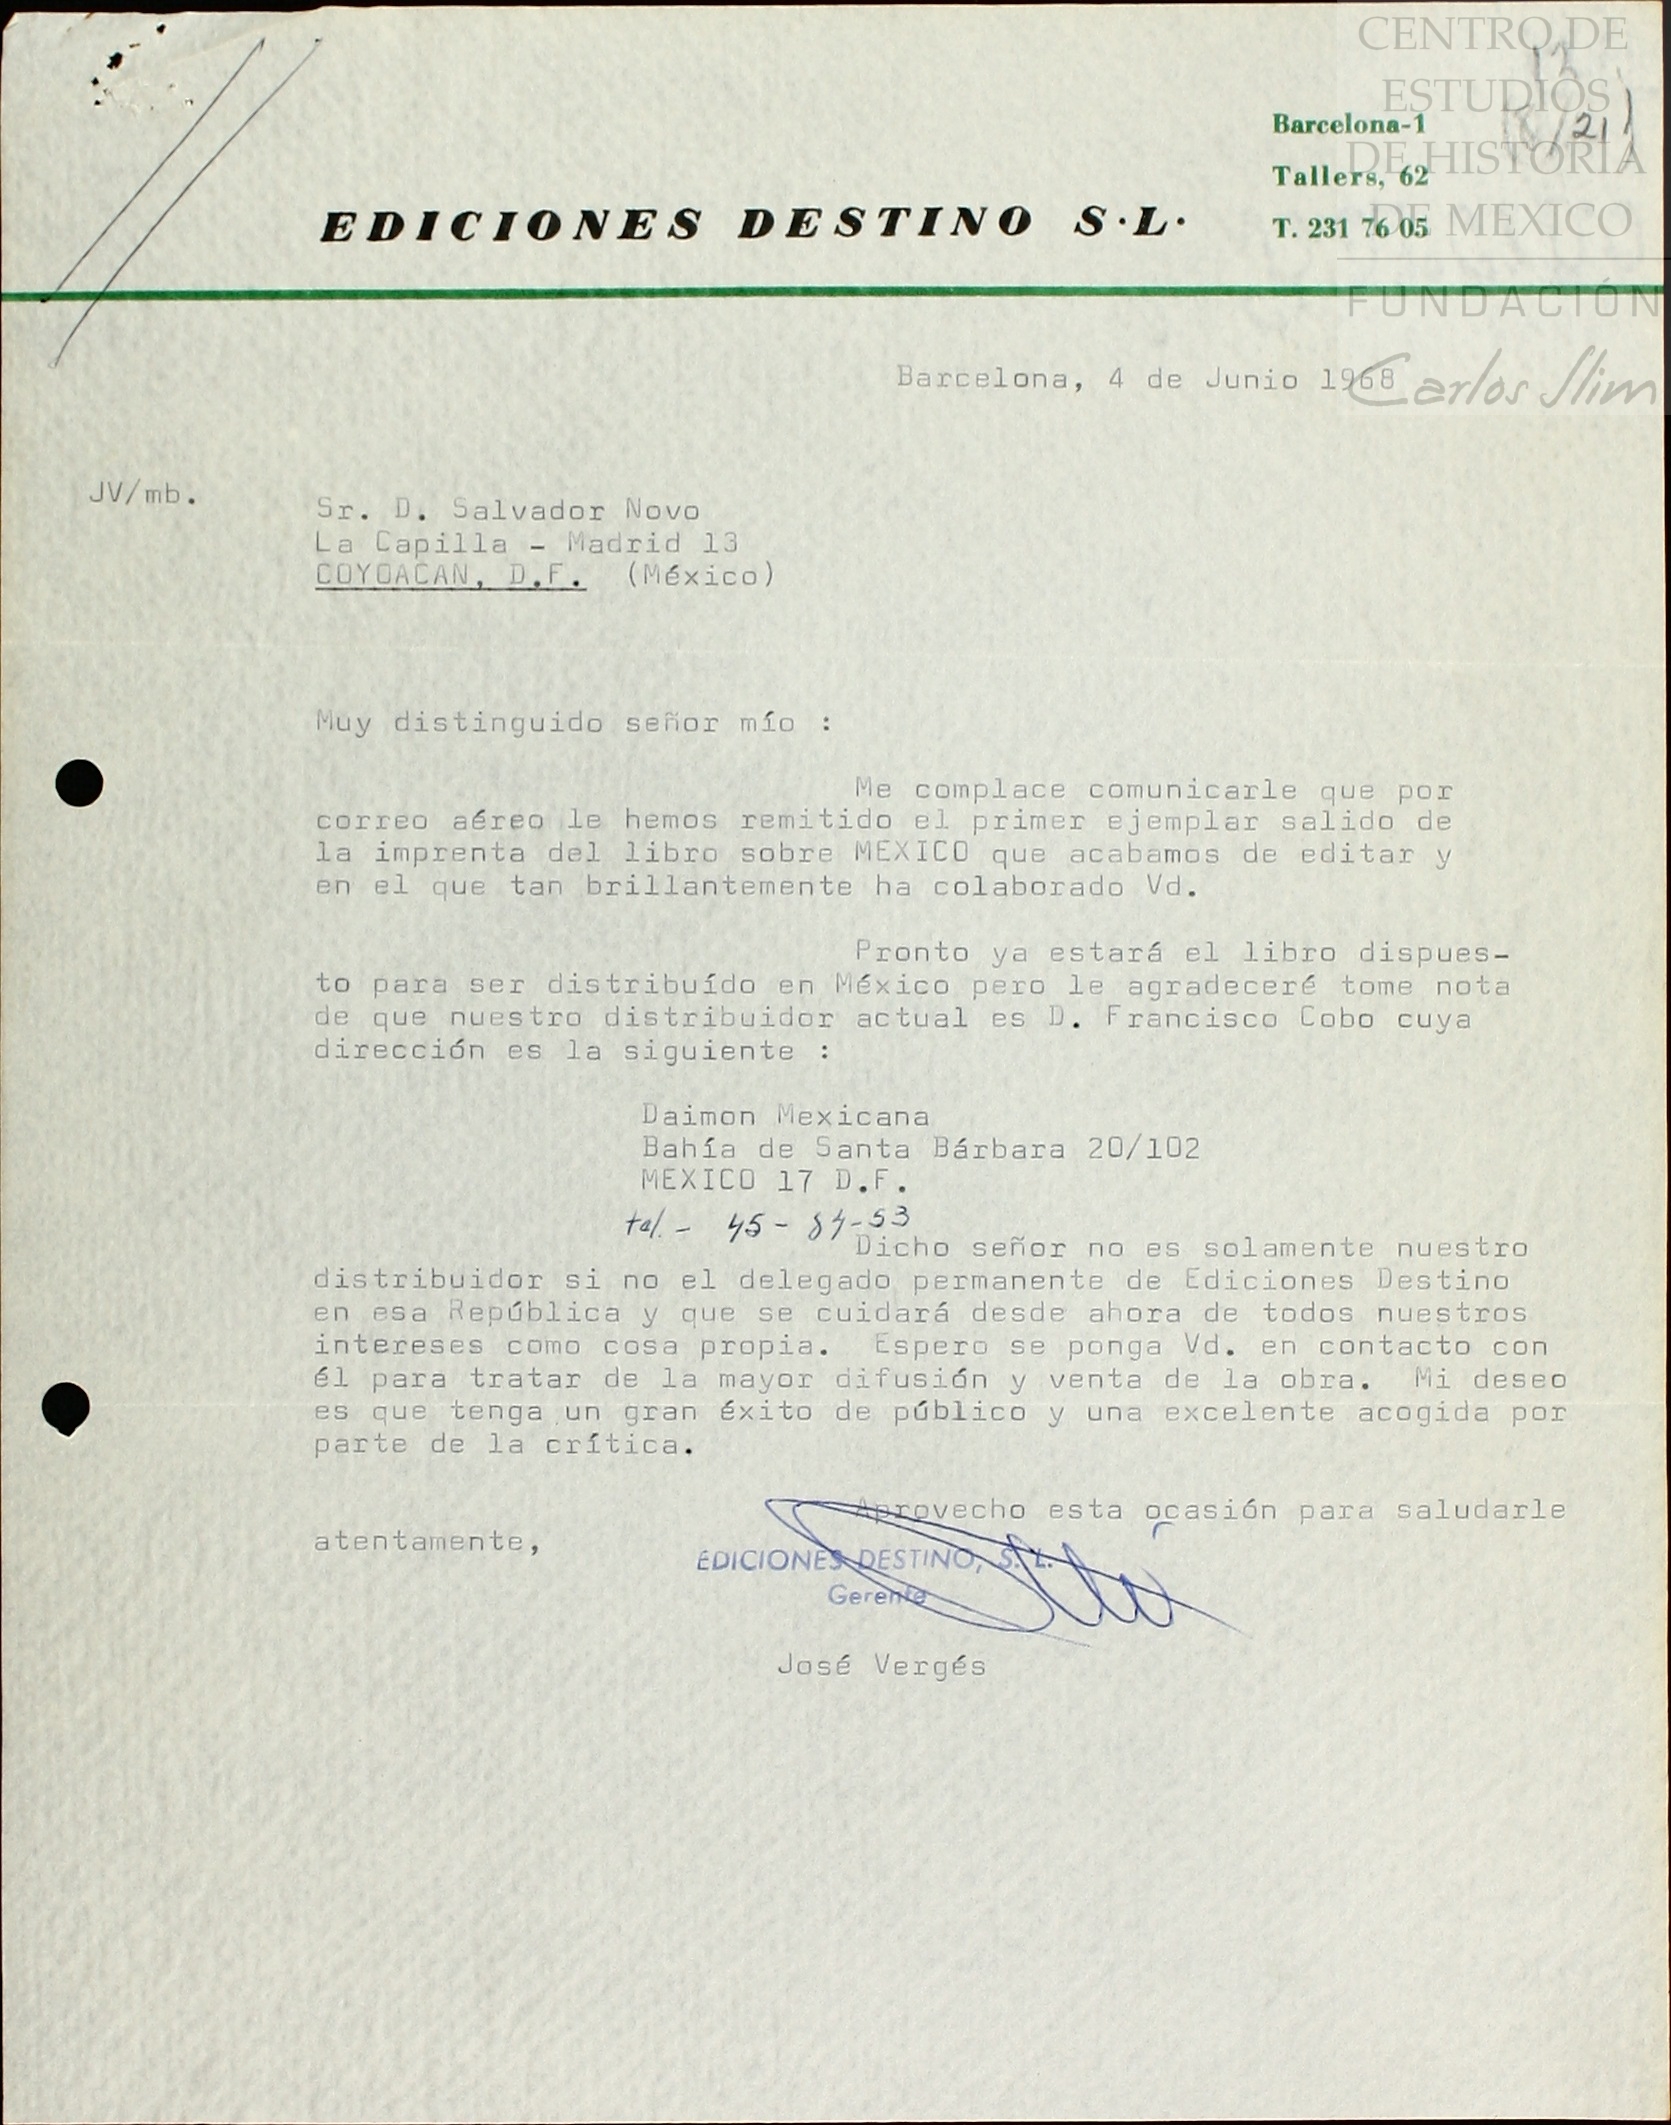 CENTRO DE
ESTUDIOS
DE HISTORIA
DE MEXICO
FUNDACIÓN
Carlos Slim
Barcelona-1
Tallers, 62
T. 231 76 05
EDICIONES DESTINO S·L·
Barcelona, 4 de Junio 1968
JV/mb.
Sr. D. Salvador Novo
La Capilla - Madrid 13
COYOACAN, D.F. (México)
Muy distinguido señor mío :
Me complace comunicarle que por
correo aéreo le hemos remitido el primer ejemplar salido de
la imprenta del libro sobre MEXICO que acabamos de editar y
en el que tan brillantemente ha colaborado Vd.
Pronto ya estará el libro dispues-
to para ser distribuído en México pero le agradeceré tome nota
de que nuestro distribuidor actual es D. Francisco Cobo cuya
dirección es la siguiente :
Daimon Mexicana
Bahía de Santa Bárbara 20/102
MEXICO 17 D.F.
tel. - 45 - 84-53
Dicho señor no es solamente nuestro
distribuidor si no el delegado permanente de Ediciones Destino
en esa República y que se cuidará desde ahora de todos nuestros
intereses como cosa propia. Espero se ponga Vd. en contacto con
él para tratar de la mayor difusión y venta de la obra. Mi deseo
es que tenga un gran éxito de público y una excelente acogida por
parte de la crítica.
Aprovecho esta ocasión para saludarle
atentamente,
EDICIONES DESTINO, S. L.
Gerente
José Vergés